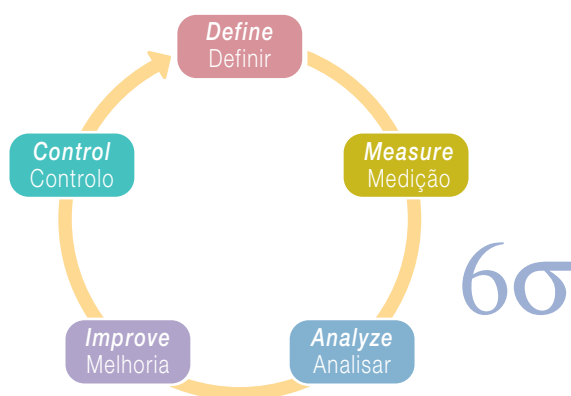 Define
Definir
Measure
Medição
Analyze
Analisar
Improve
Melhoria
Control
Controlo
6σ